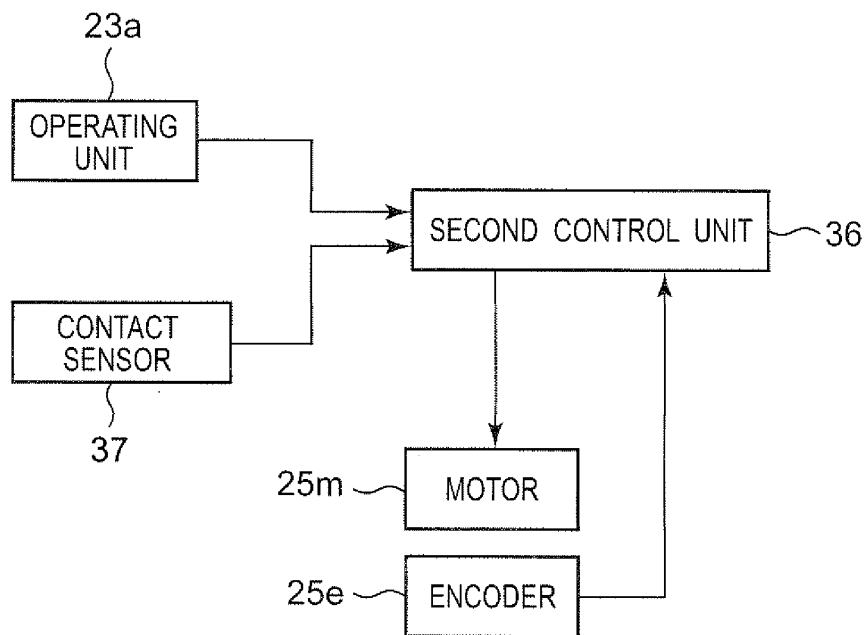 23a
OPERATING
UNIT
SECOND CONTROL UNIT
36
CONTACT
SENSOR
37
25m
MOTOR
25e
ENCODER